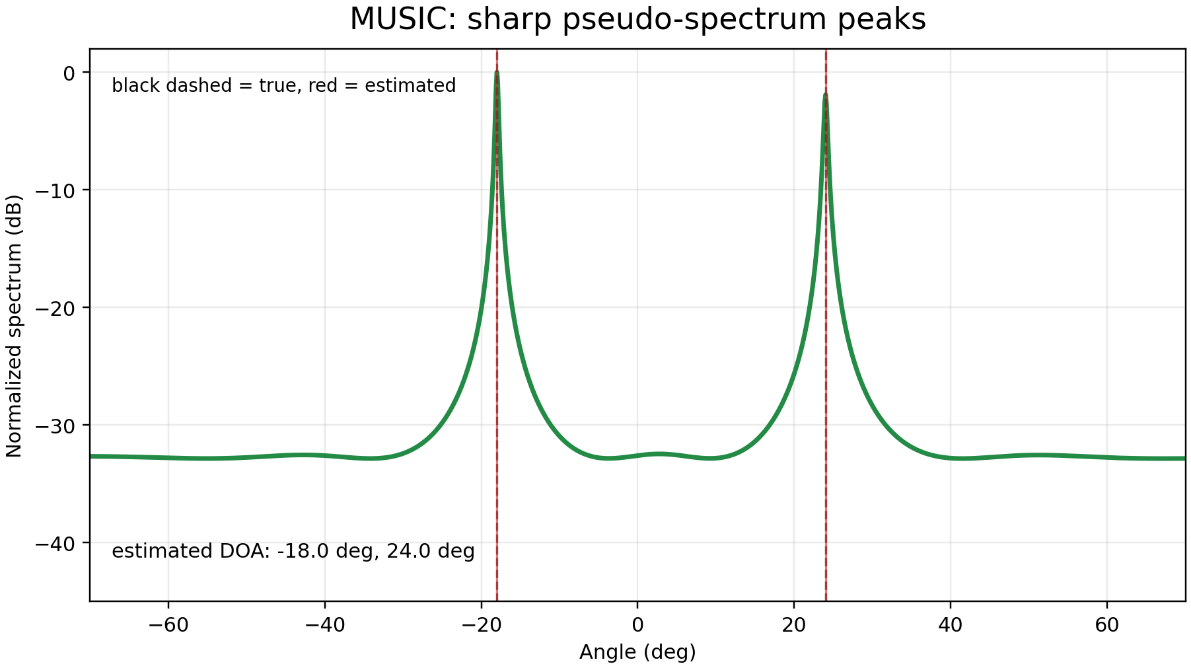 MUSIC: sharp pseudo-spectrum peaks
black dashed = true, red = estimated
estimated DOA: -18.0 deg, 24.0 deg
Normalized spectrum (dB)
0
−10
−20
−30
−40
−60
−40
−20
0
20
40
60
Angle (deg)